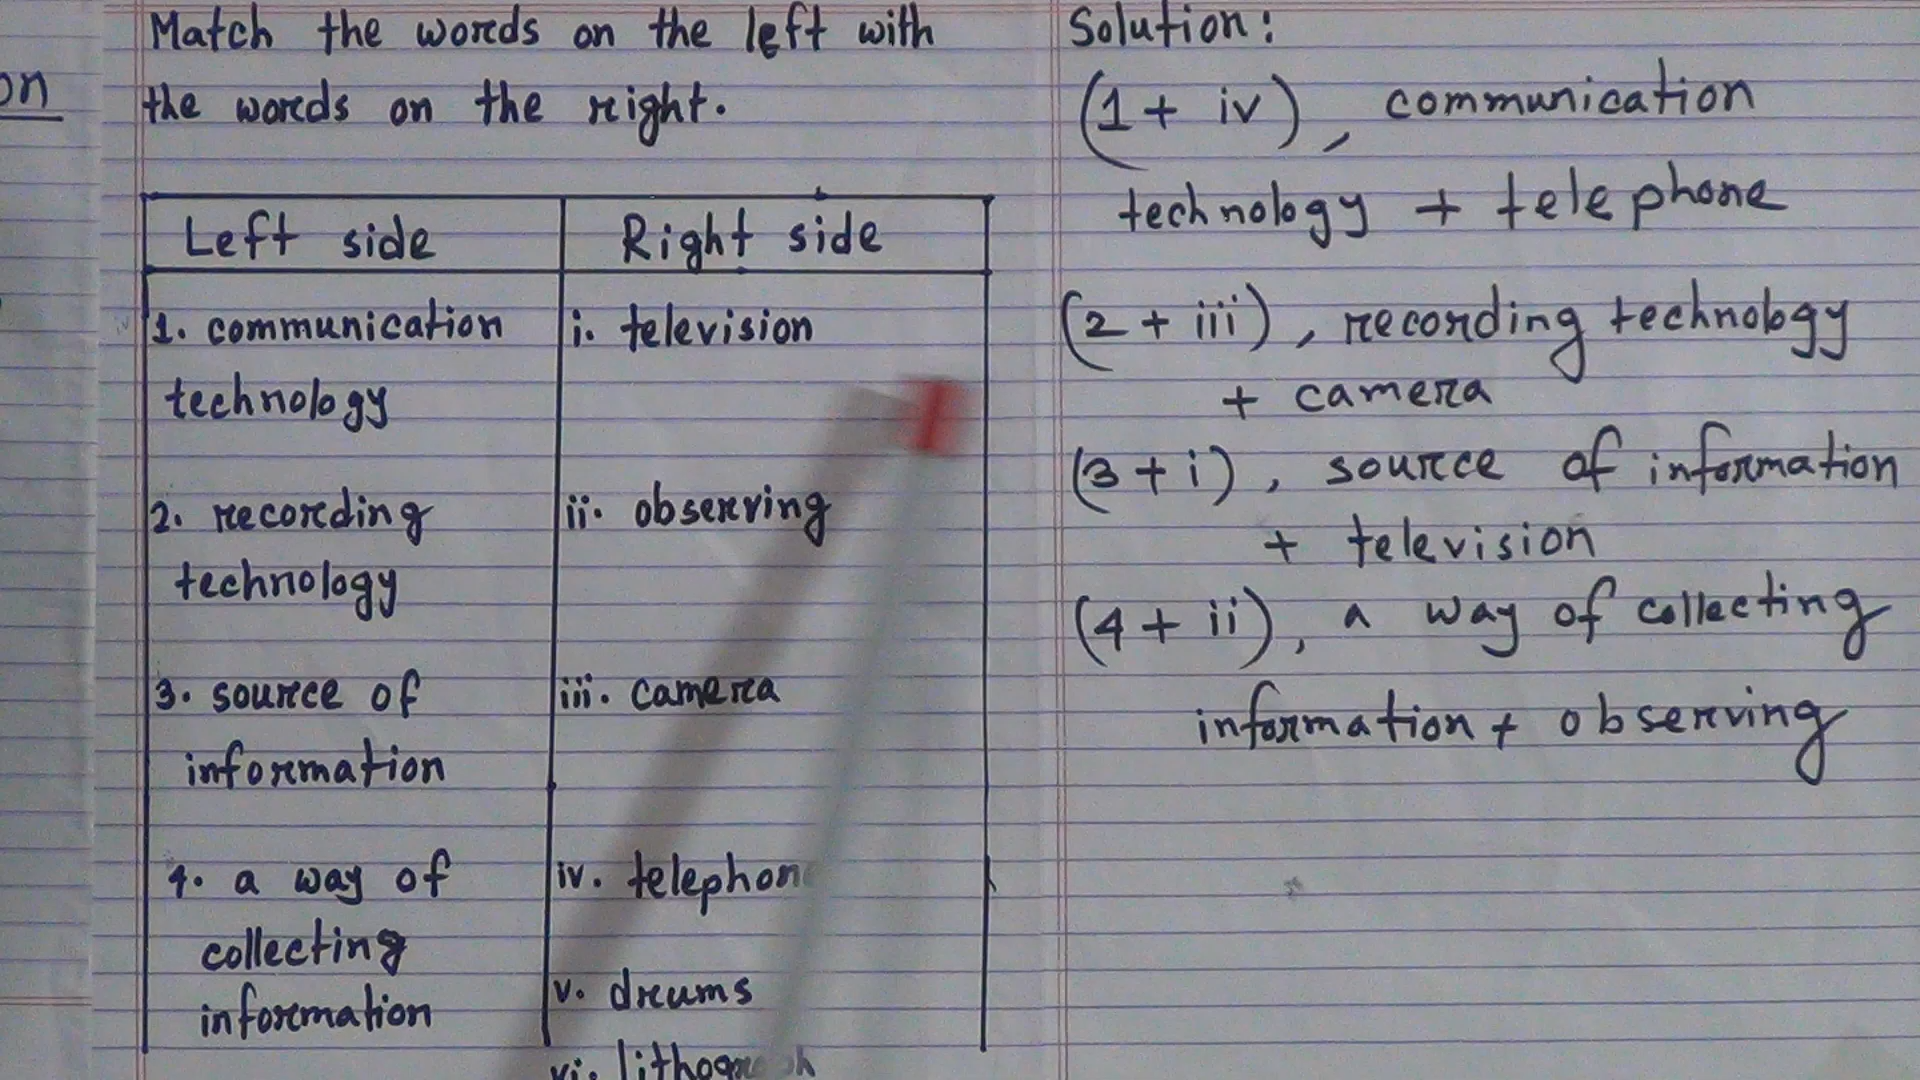 on
Match the words on the left with
the words on the right.
Left side
Right side
1. communication
technology
i. television
2. recording
technology
ii. observing
3. source of
information
iii. camera
4. a way of
collecting
information
iv. telephon
v. drums
vi. lithograph
Solution:
(1 + iv), communication
technology + telephone
(2 + iii), recording technology
+ camera
(3 + i), source of information
+ television
(4 + ii), a way of collecting
information + observing